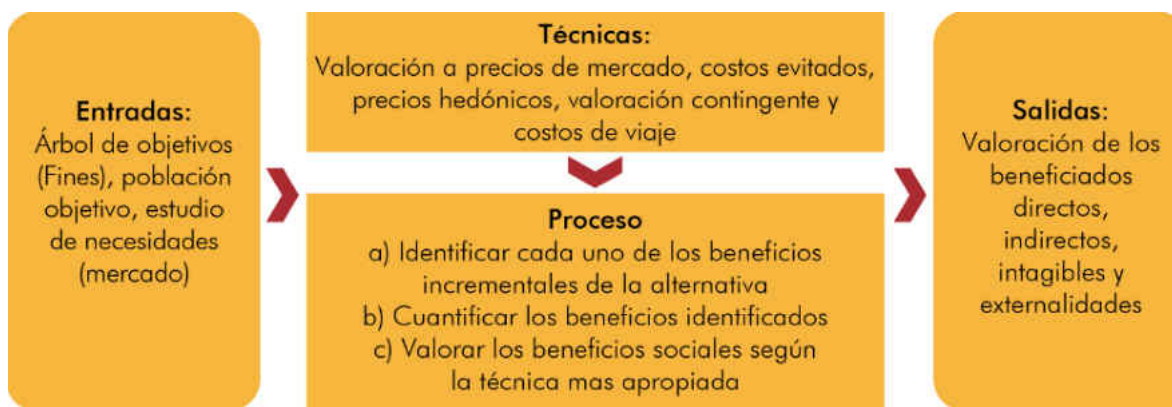 Entradas:
Árbol de objetivos
(Fines), población
objetivo, estudio
de necesidades
(mercado)
Técnicas:
Valoración a precios de mercado, costos evitados,
precios hedónicos, valoración contingente y
costos de viaje
Proceso
a) Identificar cada uno de los beneficios
incrementales de la alternativa
b) Cuantificar los beneficios identificados
c) Valorar los beneficios sociales según
la técnica mas apropiada
Salidas:
Valoración de los
beneficiados
directos,
indirectos,
intagibles y
externalidades